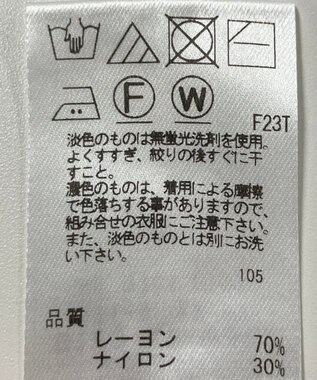 F W
F23T
淡色のものは無蛍光洗剤を使用。
よくすすぎ、絞りの後すぐに干
すこと。
濃色のものは、着用による摩擦
で色落ちする事がありますので、
組み合せの衣服にご注意下さい。
また、淡色のものとは別にお洗
い下さい。
105
品質
レーヨン 70%
ナイロン 30%